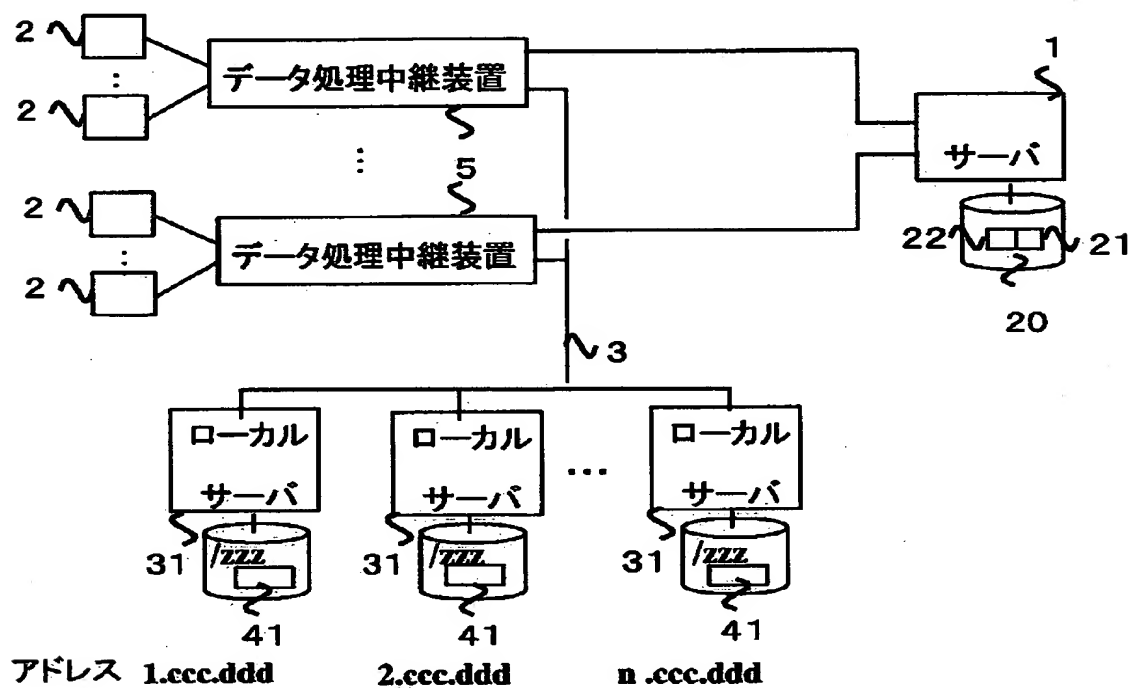 2
データ処理中継装置
1
2
サーバ
5
2
データ処理中継装置
22
21
2
20
3
ローカル
サーバ
ローカル
サーバ
ローカル
サーバ
...
31
/zzz
31
/zzz
31
/zzz
41
41
41
アドレス 1.ccc.ddd 2.ccc.ddd n .ccc.ddd